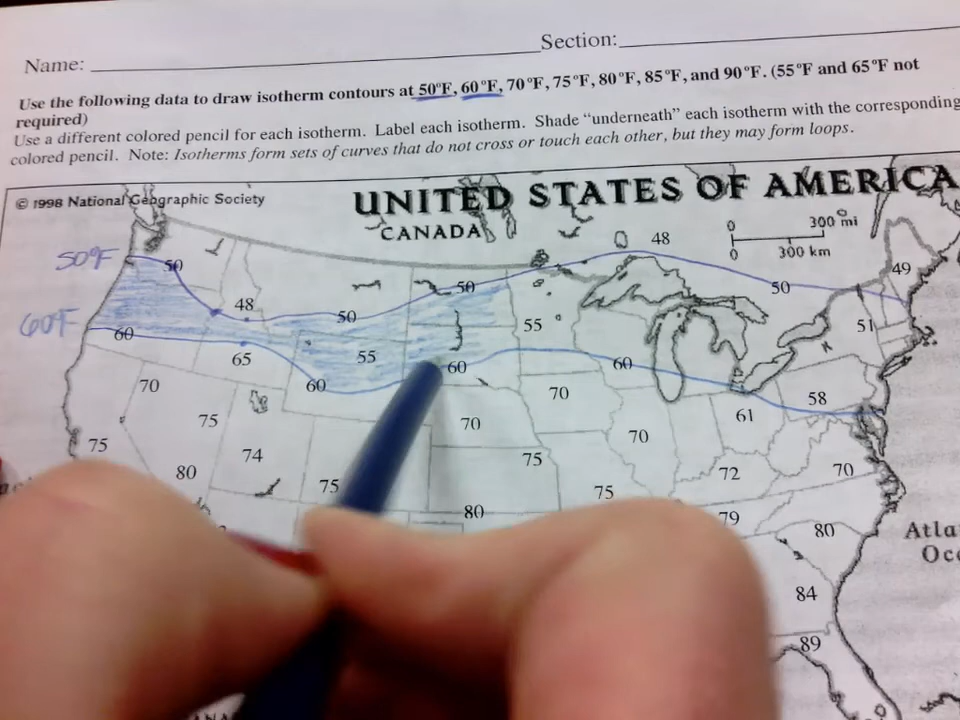 Name:
Section:
Use the following data to draw isotherm contours at 50°F, 60°F, 70°F, 75°F, 80°F, 85°F, and 90°F. (55°F and 65°F not
required)
Use a different colored pencil for each isotherm. Label each isotherm. Shade “underneath” each isotherm with the corresponding
colored pencil. Note: Isotherms form sets of curves that do not cross or touch each other, but they may form loops.
© 1998 National Geographic Society
UNITED STATES OF AMERICA
CANADA
0 300 mi
0 300 km
48
50°F 50 49
50 50
48 50
60°F 60 55 51
65 55 60 60
70 60 70 58
75 70 61
75 74 75 70 70
80 75 75 72
80 79 80
84
89
Atla
Oc